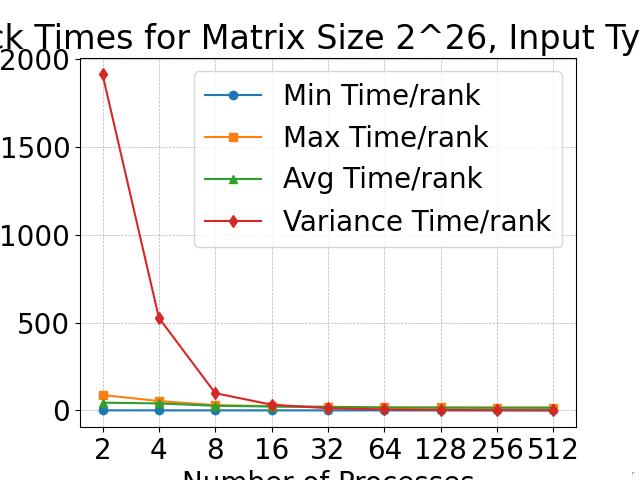 ck Times for Matrix Size 2^26, Input Ty
2000
1500
1000
500
0
Min Time/rank
Max Time/rank
Avg Time/rank
Variance Time/rank
2 4 8 16 32 64 128 256 512
Number of Processes